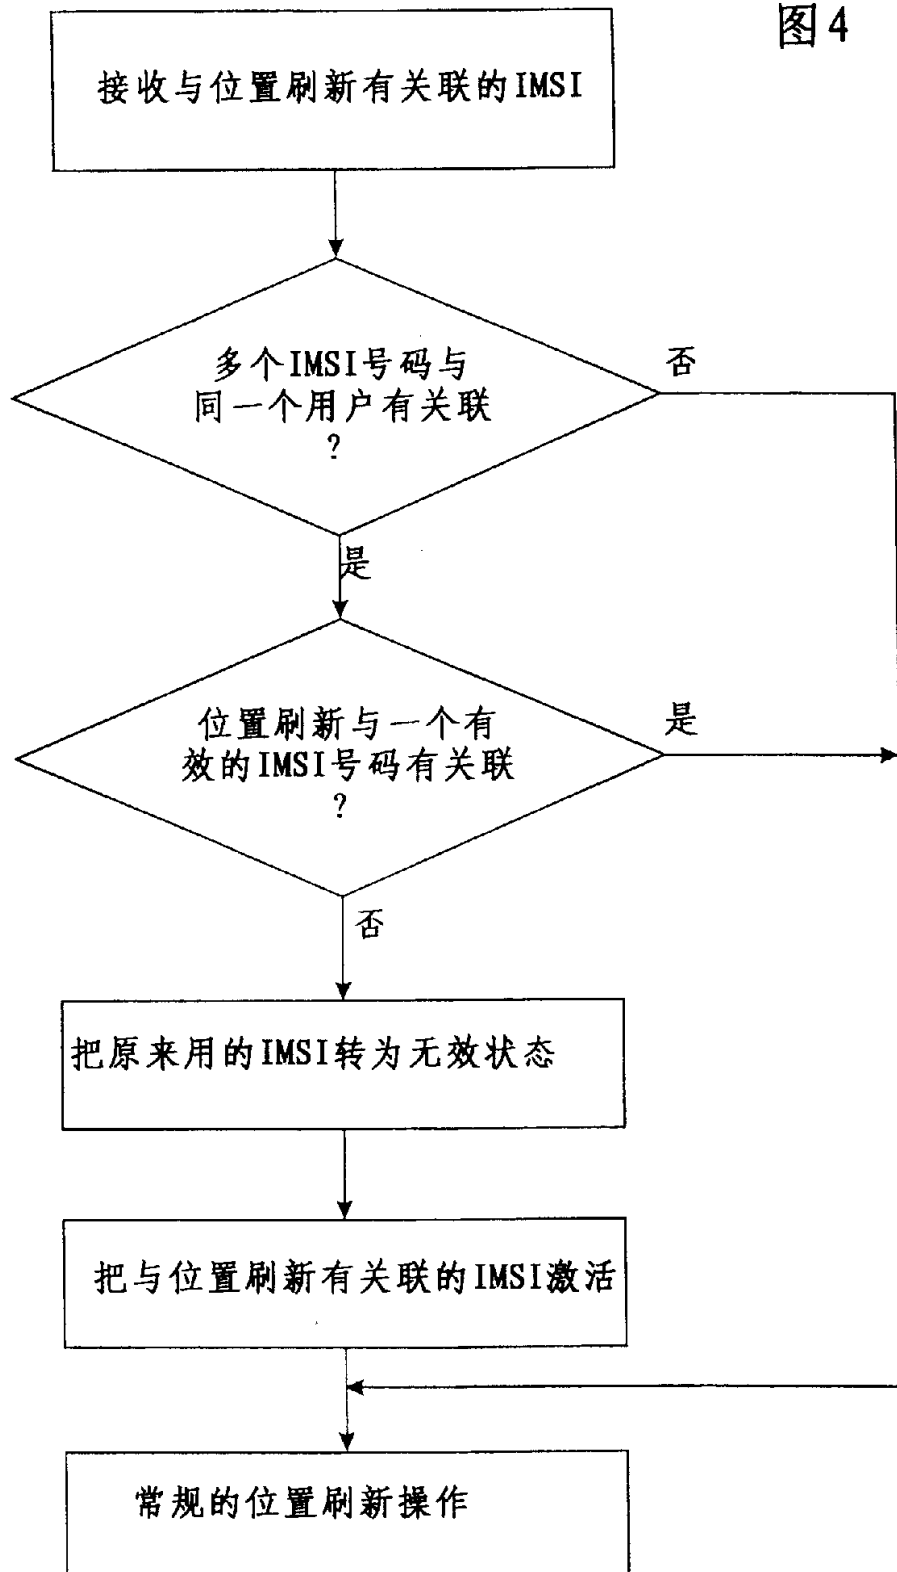 图4
接收与位置刷新有关联的IMSI
多个IMSI号码与
同一个用户有关联
?
否
是
位置刷新与一个有
效的IMSI号码有关联
?
是
否
把原来用的IMSI转为无效状态
把与位置刷新有关联的IMSI激活
常规的位置刷新操作